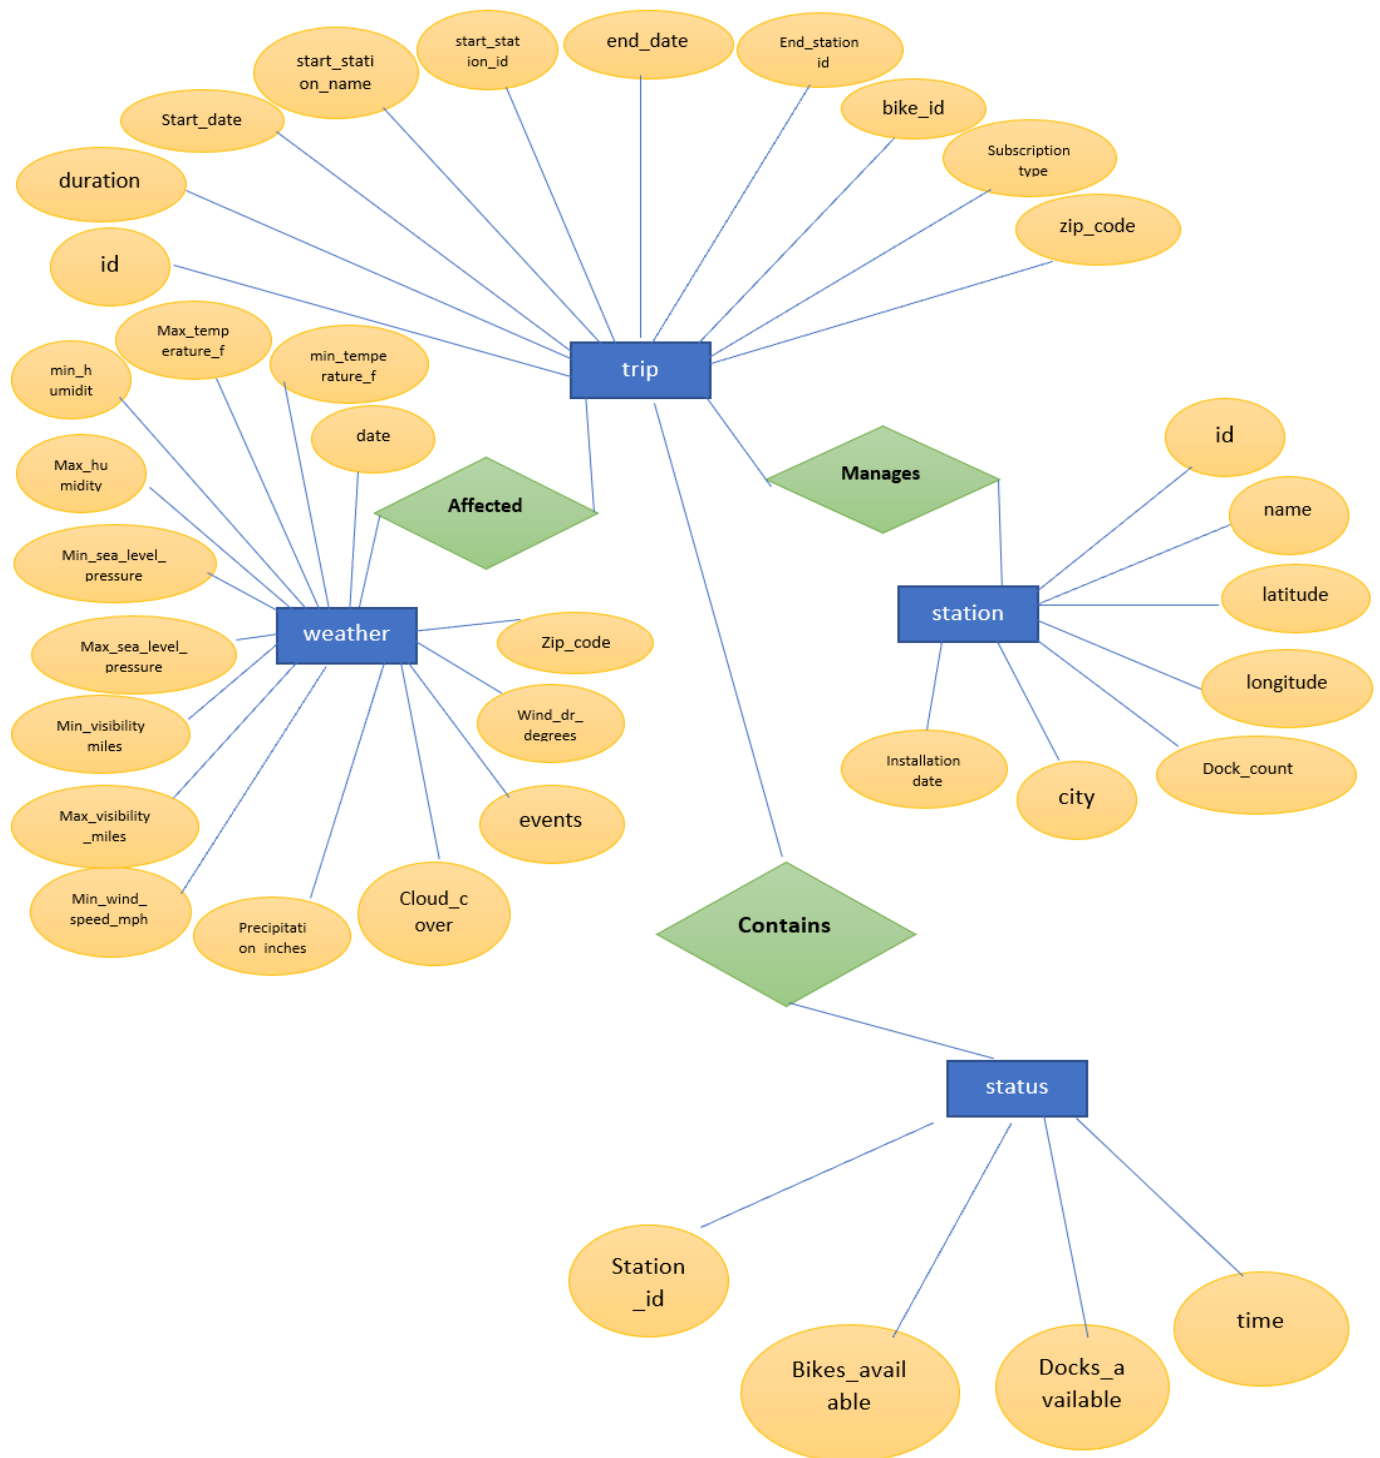 end_date
start_stat
ion_id
End_station
id
start_stati
on_name
bike_id
Start_date
Subscription
type
duration
zip_code
id
Max_temp
erature_f
min_tempe
rature_f
min_h
umidit
trip
date
id
Max_hu
midity
Manages
Affected
name
Min_sea_level_
pressure
latitude
weather
station
Zip_code
Max_sea_level_
pressure
longitude
Min_visibility
miles
Wind_dr_
degrees
Installation
date
Dock_count
city
Max_visibility
_miles
events
Min_wind_
speed_mph
Cloud_c
over
Precipitati
on inches
Contains
status
Station
_id
time
Bikes_avail
able
Docks_a
vailable